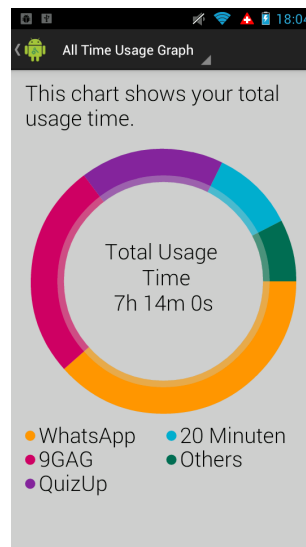 18:04
All Time Usage Graph
This chart shows your total
usage time.
Total Usage
Time
7h 14m 0s
WhatsApp
20 Minuten
9GAG
Others
QuizUp